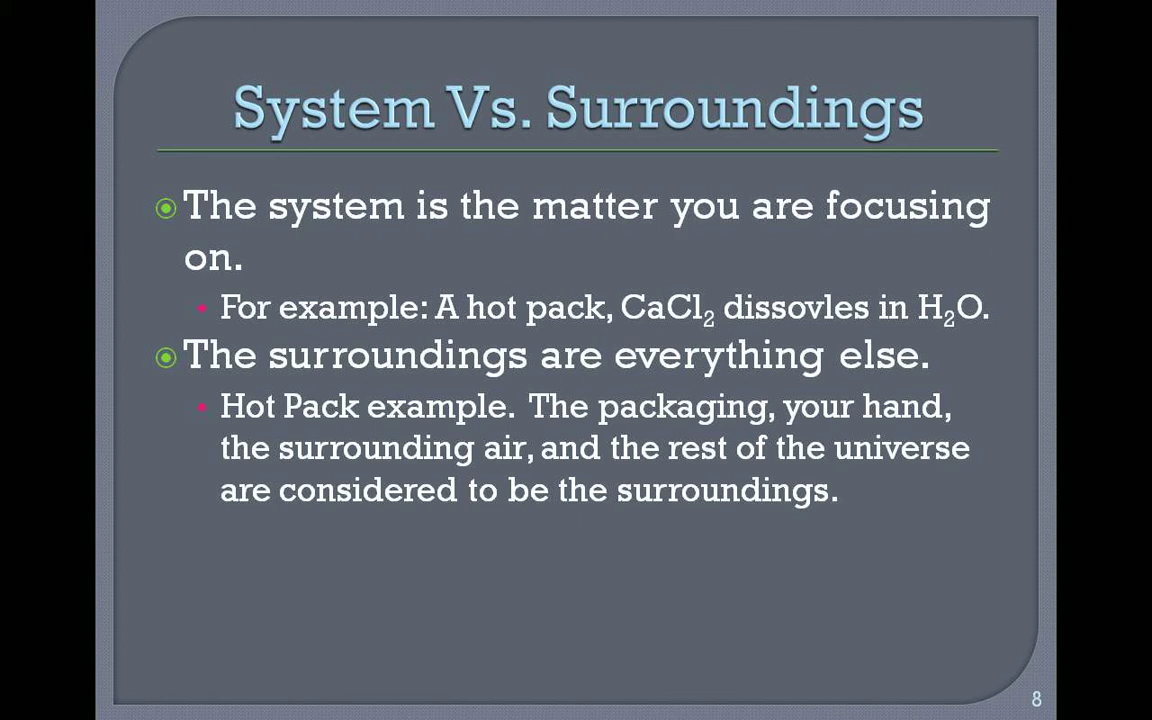 System Vs. Surroundings
The system is the matter you are focusing
on.
For example: A hot pack, CaCl₂ dissovles in H₂O.
The surroundings are everything else.
Hot Pack example.  The packaging, your hand,
the surrounding air, and the rest of the universe
are considered to be the surroundings.
8